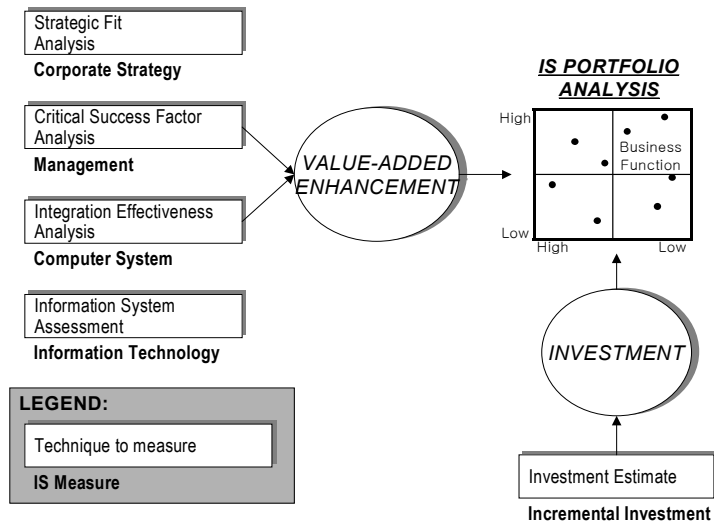 Strategic Fit
Analysis
Corporate Strategy
Critical Success Factor
Analysis
Management
Integration Effectiveness
Analysis
Computer System
Information System
Assessment
Information Technology
VALUE-ADDED
ENHANCEMENT
IS PORTFOLIO
ANALYSIS
High
Business
Function
Low
High
Low
INVESTMENT
Investment Estimate
Incremental Investment
LEGEND:
Technique to measure
IS Measure